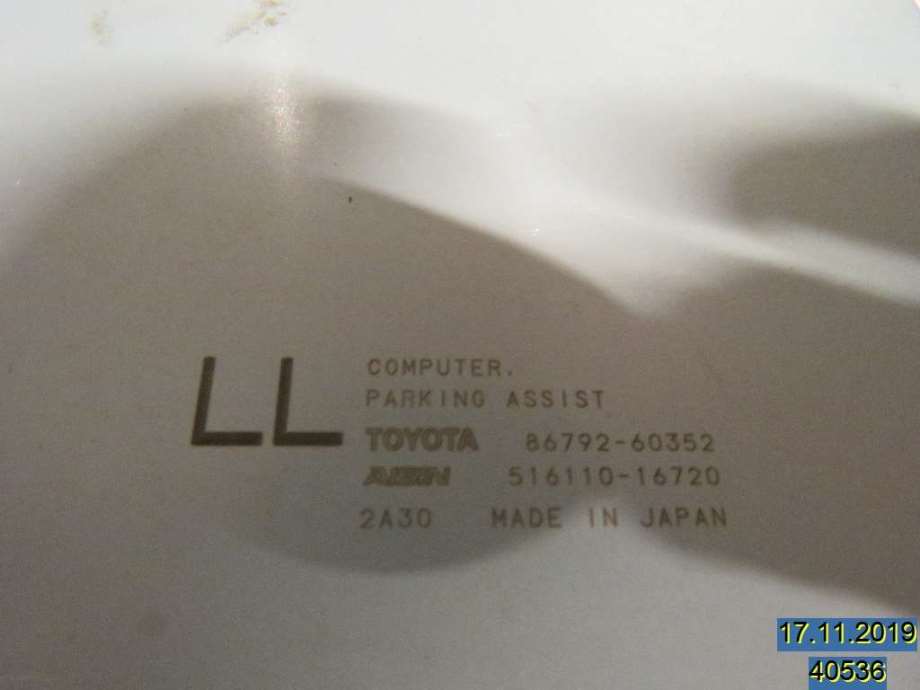 LL
COMPUTER.
PARKING ASSIST
TOYOTA 86792-60352
AISIN 516110-16720
2A30 MADE IN JAPAN
17.11.2019
40536